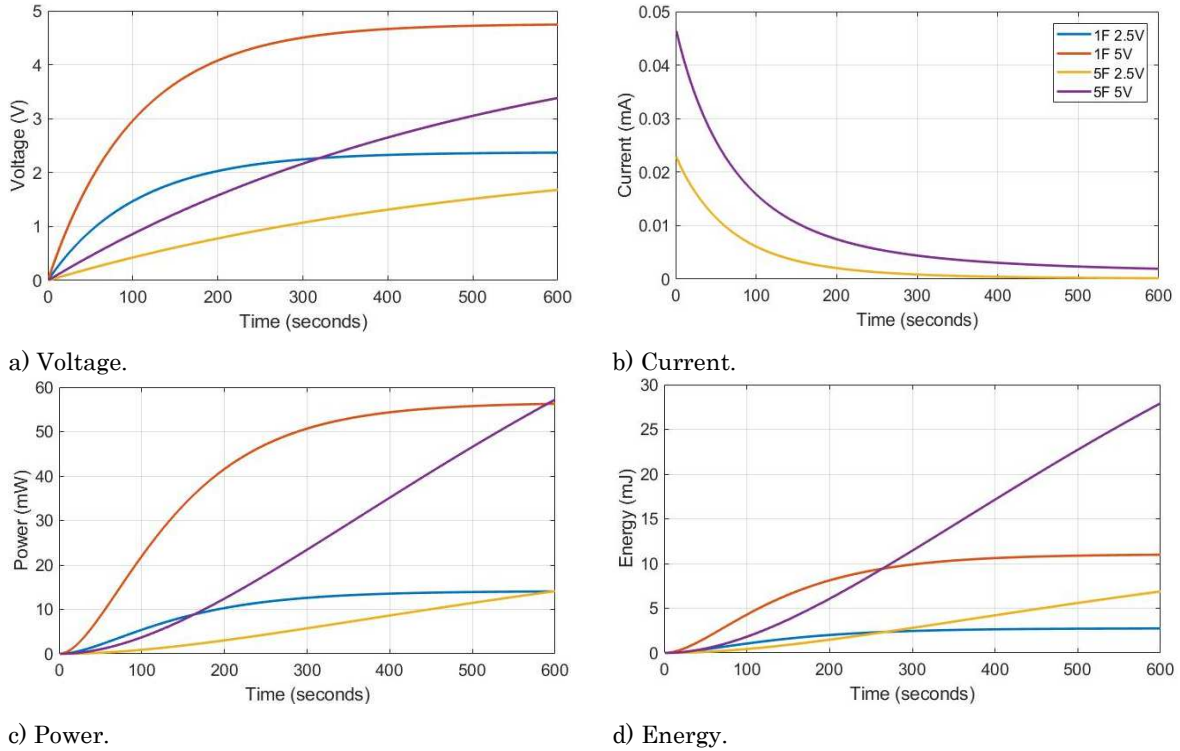 5
4
3
2
1
0
Voltage (V)
0 100 200 300 400 500 600
Time (seconds)
a) Voltage.
0.05
0.04
0.03
0.02
0.01
0
Current (mA)
1F 2.5V
1F 5V
5F 2.5V
5F 5V
0 100 200 300 400 500 600
Time (seconds)
b) Current.
60
50
40
30
20
10
0
Power (mW)
0 100 200 300 400 500 600
Time (seconds)
c) Power.
30
25
20
15
10
5
0
Energy (mJ)
0 100 200 300 400 500 600
Time (seconds)
d) Energy.